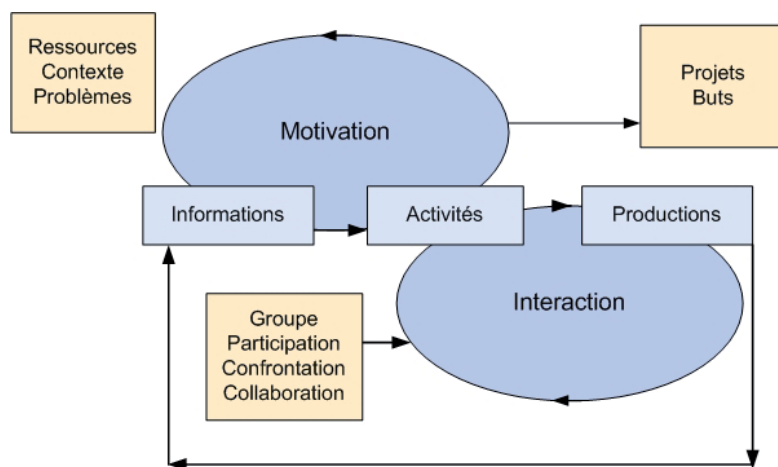 Ressources
Contexte
Problèmes
Projets
Buts
Motivation
Informations
Activités
Productions
Interaction
Groupe
Participation
Confrontation
Collaboration